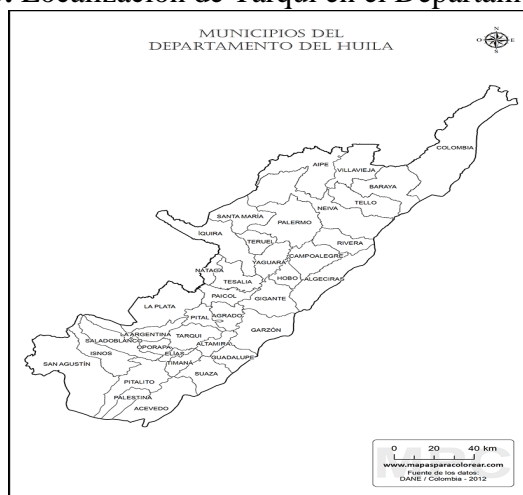 . Localización de Tarqui en el Departam
MUNICIPIOS DEL
DEPARTAMENTO DEL HUILA
N
O E
S
COLOMBIA
AIPE
VILLAVIEJA
BARAYA
TELLO
NEIVA
SANTA MARÍA
PALERMO
ÍQUIRA
TERUEL
RIVERA
YAGUARÁ
CAMPOALEGRE
NÁTAGA
TESALIA
HOBO
ALGECIRAS
PAICOL
GIGANTE
LA PLATA
PITAL
AGRADO
GARZÓN
LA ARGENTINA
TARQUI
SALADOBLANCO
OPORAPA
ALTAMIRA
ISNOS
ELÍAS
GUADALUPE
SAN AGUSTÍN
TIMANÁ
SUAZA
PITALITO
PALESTINA
ACEVEDO
0 20 40 km
MPC
www.mapasparacolorear.com
Fuente de los datos:
DANE / Colombia - 2012